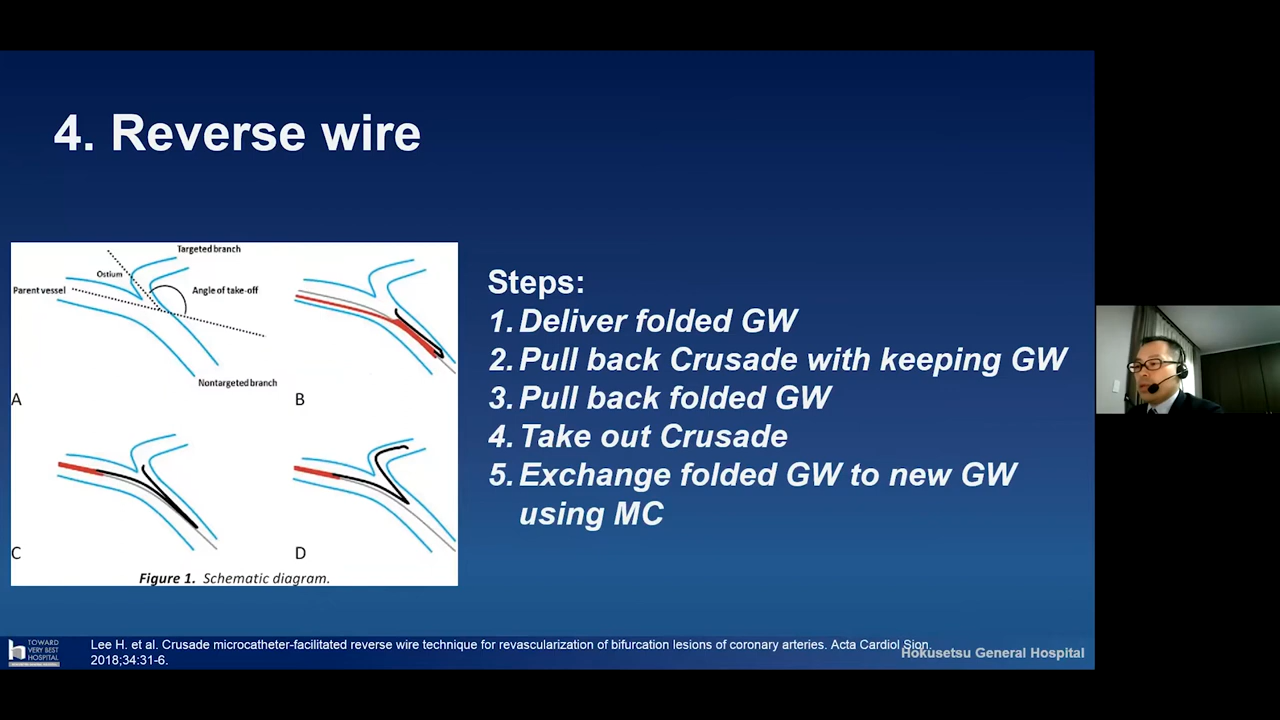 4. Reverse wire
Targeted branch
Ostium
Parent vessel
Angle of take-off
Nontargeted branch
A
B
C
D
Figure 1. Schematic diagram.
Steps:
1. Deliver folded GW
2. Pull back Crusade with keeping GW
3. Pull back folded GW
4. Take out Crusade
5. Exchange folded GW to new GW
using MC
TOWARD
VERY BEST
HOSPITAL
Lee H. et al. Crusade microcatheter-facilitated reverse wire technique for revascularization of bifurcation lesions of coronary arteries. Acta Cardiol Sion.
2018;34:31-6.
Hokusetsu General Hospital